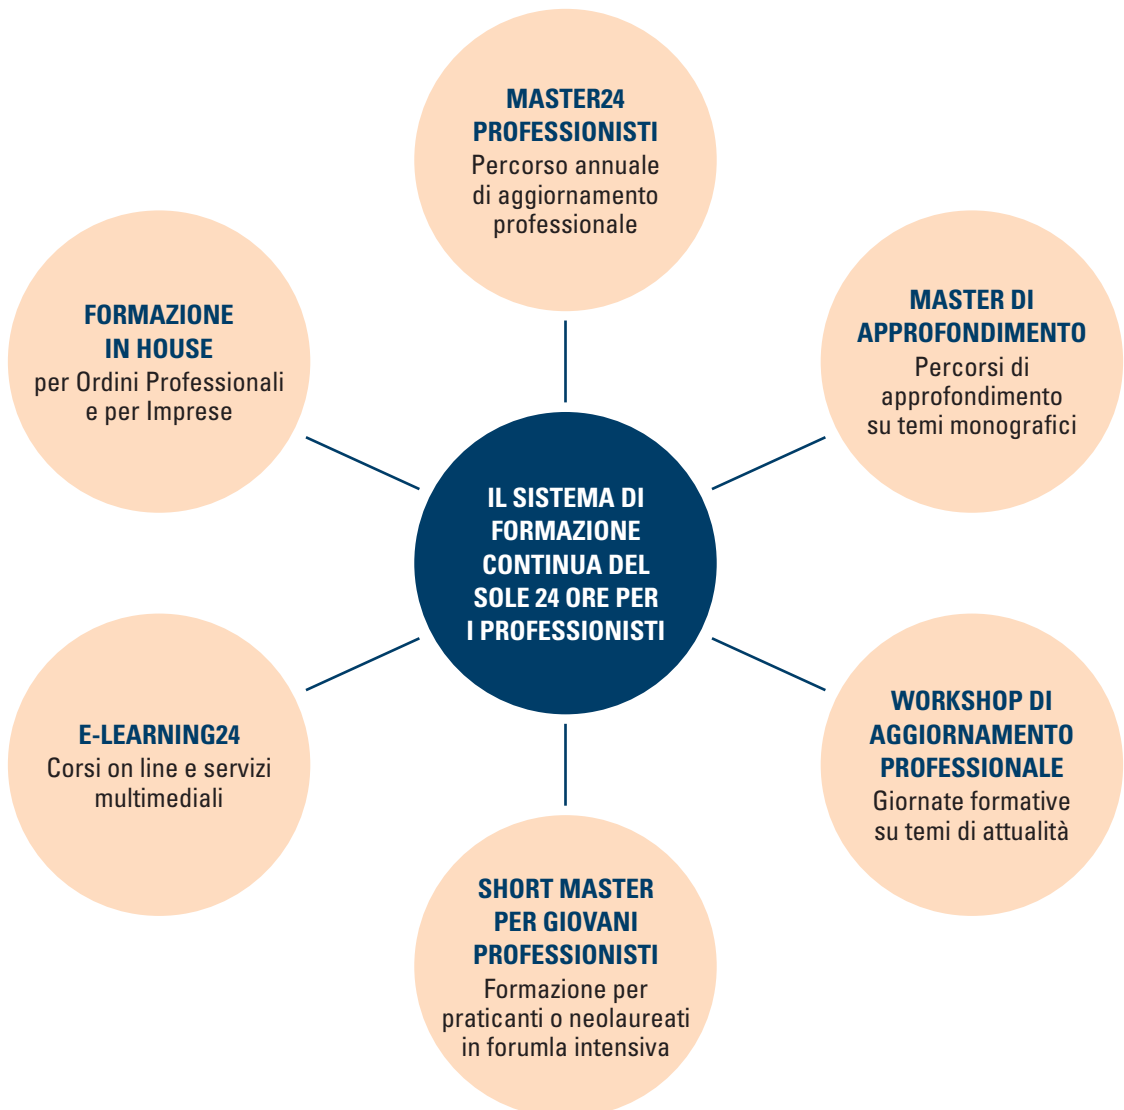 MASTER24
PROFESSIONISTI
Percorso annuale
di aggiornamento
professionale
MASTER DI
APPROFONDIMENTO
Percorsi di
approfondimento
su temi monografici
WORKSHOP DI
AGGIORNAMENTO
PROFESSIONALE
Giornate formative
su temi di attualità
SHORT MASTER
PER GIOVANI
PROFESSIONISTI
Formazione per
praticanti o neolaureati
in forumla intensiva
E-LEARNING24
Corsi on line e servizi
multimediali
FORMAZIONE
IN HOUSE
per Ordini Professionali
e per Imprese
IL SISTEMA DI
FORMAZIONE
CONTINUA DEL
SOLE 24 ORE PER
I PROFESSIONISTI